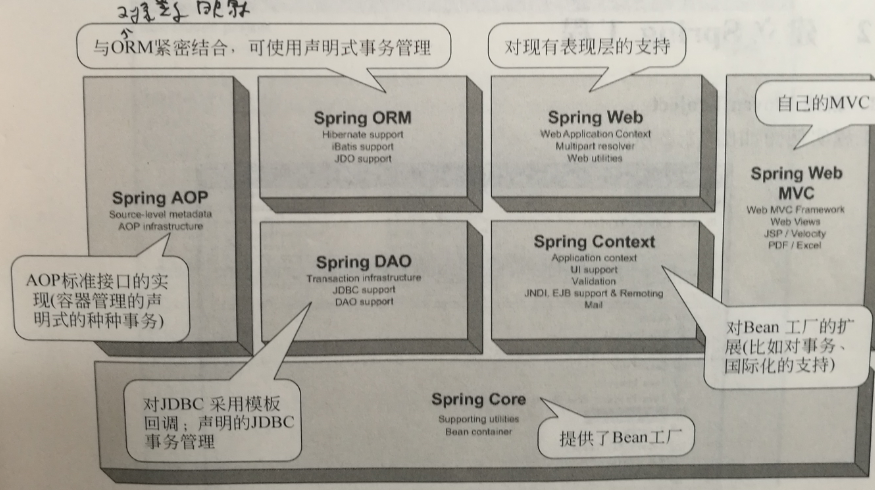 对象 映射
与ORM紧密结合，可使用声明式事务管理
对现有表现层的支持
自己的MVC
Spring ORM
Hibernate support
iBatis support
JDO support
Spring Web
Web Application Context
Multipart resolver
Web utilities
Spring Web
MVC
Web MVC Framework
Web Views
JSP / Velocity
PDF / Excel
Spring AOP
Source-level metadata
AOP infrastructure
AOP标准接口的实
现(容器管理的声
明式的种种事务)
Spring DAO
Transaction infrastructure
JDBC support
DAO support
Spring Context
Application context
UI support
Validation
JNDI, EJB support & Remoting
Mail
对Bean 工厂的扩
展(比如对事务、
国际化的支持)
对JDBC 采用模板
回调；声明的JDBC
事务管理
Spring Core
Supporting utilities
Bean container
提供了Bean工厂